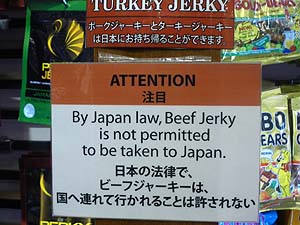 TURKEY JERKY
ポークジャーキーとターキージャーキー
は日本にお持ち帰ることができます
ATTENTION
注目
By Japan law, Beef Jerky
is not permitted
to be taken to Japan.
日本の法律で、
ビーフジャーキーは、
国へ連れて行かれることは許されない